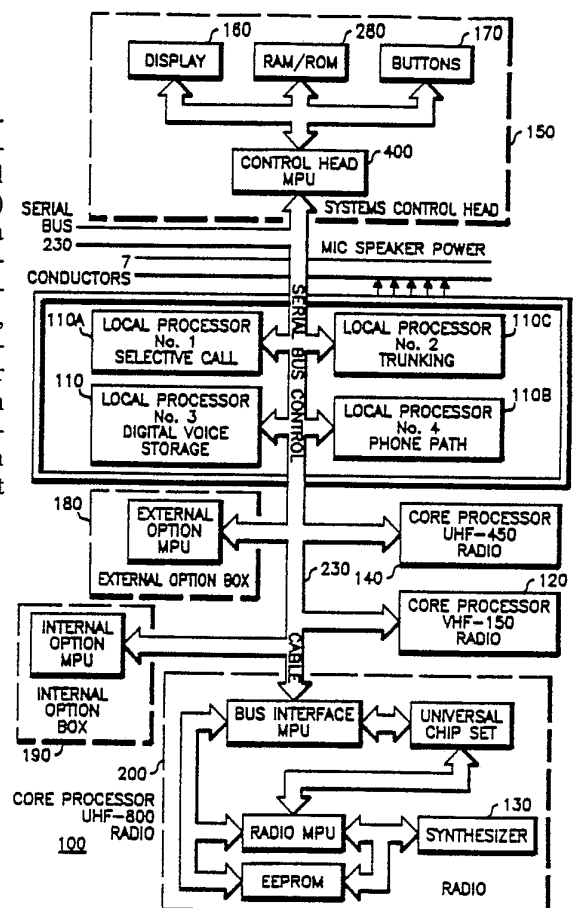 160
280
170
DISPLAY
RAM/ROM
BUTTONS
150
400
CONTROL HEAD
MPU
SYSTEMS CONTROL HEAD
SERIAL
BUS
230
MIC SPEAKER POWER
7
CONDUCTORS
SERIAL BUS CONTROL
110A
LOCAL PROCESSOR
No. 1
SELECTIVE CALL
LOCAL PROCESSOR
No. 2
TRUNKING
110C
110
LOCAL PROCESSOR
No. 3
DIGITAL VOICE
STORAGE
LOCAL PROCESSOR
No. 4
PHONE PATH
110B
180
EXTERNAL
OPTION
MPU
EXTERNAL OPTION BOX
CORE PROCESSOR
UHF-450
RADIO
140
230
120
CORE PROCESSOR
VHF-150
RADIO
INTERNAL
OPTION
MPU
INTERNAL
OPTION
BOX
190
CABLE
BUS INTERFACE
MPU
UNIVERSAL
CHIP SET
200
CORE PROCESSOR
UHF-800
RADIO
100
RADIO MPU
130
SYNTHESIZER
EEPROM
RADIO